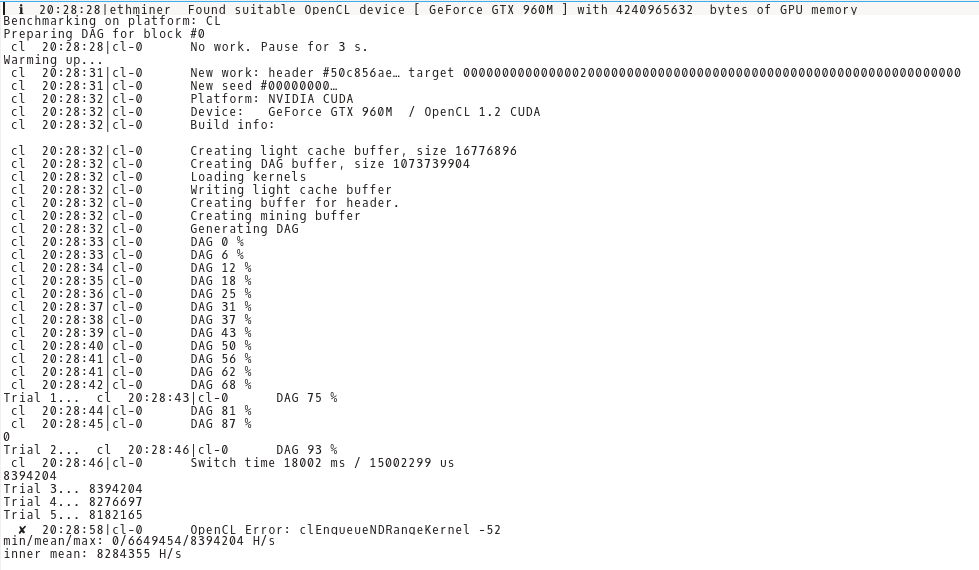 ℹ  20:28:28|ethminer  Found suitable OpenCL device [ GeForce GTX 960M ] with 4240965632  bytes of GPU memory
Benchmarking on platform: CL
Preparing DAG for block #0
 cl  20:28:28|cl-0      No work. Pause for 3 s.
Warming up...
 cl  20:28:31|cl-0      New work: header #50c856ae… target 0000000000000002000000000000000000000000000000000000000000000000
 cl  20:28:31|cl-0      New seed #00000000…
 cl  20:28:32|cl-0      Platform: NVIDIA CUDA
 cl  20:28:32|cl-0      Device:   GeForce GTX 960M  / OpenCL 1.2 CUDA
 cl  20:28:32|cl-0      Build info:
 cl  20:28:32|cl-0      Creating light cache buffer, size 16776896
 cl  20:28:32|cl-0      Creating DAG buffer, size 1073739904
 cl  20:28:32|cl-0      Loading kernels
 cl  20:28:32|cl-0      Writing light cache buffer
 cl  20:28:32|cl-0      Creating buffer for header.
 cl  20:28:32|cl-0      Creating mining buffer
 cl  20:28:32|cl-0      Generating DAG
 cl  20:28:33|cl-0      DAG 0 %
 cl  20:28:33|cl-0      DAG 6 %
 cl  20:28:34|cl-0      DAG 12 %
 cl  20:28:35|cl-0      DAG 18 %
 cl  20:28:36|cl-0      DAG 25 %
 cl  20:28:37|cl-0      DAG 31 %
 cl  20:28:38|cl-0      DAG 37 %
 cl  20:28:39|cl-0      DAG 43 %
 cl  20:28:40|cl-0      DAG 50 %
 cl  20:28:41|cl-0      DAG 56 %
 cl  20:28:41|cl-0      DAG 62 %
 cl  20:28:42|cl-0      DAG 68 %
Trial 1...  cl  20:28:43|cl-0      DAG 75 %
 cl  20:28:44|cl-0      DAG 81 %
 cl  20:28:45|cl-0      DAG 87 %
0
Trial 2...  cl  20:28:46|cl-0      DAG 93 %
 cl  20:28:46|cl-0      Switch time 18002 ms / 15002299 us
8394204
Trial 3... 8394204
Trial 4... 8276697
Trial 5... 8182165
  ✘  20:28:58|cl-0      OpenCL Error: clEnqueueNDRangeKernel -52
min/mean/max: 0/6649454/8394204 H/s
inner mean: 8284355 H/s